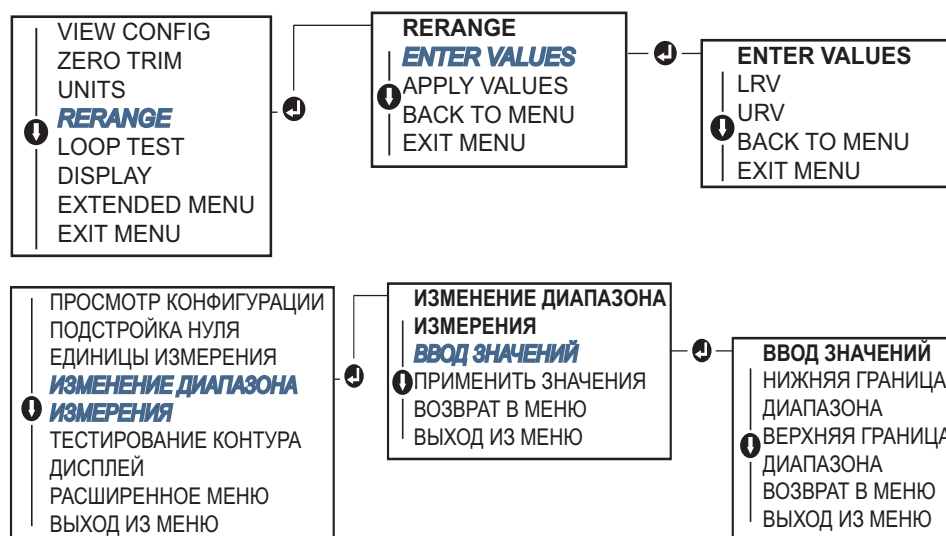 VIEW CONFIG
ZERO TRIM
UNITS
RERANGE
LOOP TEST
DISPLAY
EXTENDED MENU
EXIT MENU
RERANGE
ENTER VALUES
APPLY VALUES
BACK TO MENU
EXIT MENU
ENTER VALUES
LRV
URV
BACK TO MENU
EXIT MENU
ПРОСМОТР КОНФИГУРАЦИИ
ПОДСТРОЙКА НУЛЯ
ЕДИНИЦЫ ИЗМЕРЕНИЯ
ИЗМЕНЕНИЕ ДИАПАЗОНА
ИЗМЕРЕНИЯ
ТЕСТИРОВАНИЕ КОНТУРА
ДИСПЛЕЙ
РАСШИРЕННОЕ МЕНЮ
ВЫХОД ИЗ МЕНЮ
ИЗМЕНЕНИЕ ДИАПАЗОНА
ИЗМЕРЕНИЯ
ВВОД ЗНАЧЕНИЙ
ПРИМЕНИТЬ ЗНАЧЕНИЯ
ВОЗВРАТ В МЕНЮ
ВЫХОД ИЗ МЕНЮ
ВВОД ЗНАЧЕНИЙ
НИЖНЯЯ ГРАНИЦА
ДИАПАЗОНА
ВЕРХНЯЯ ГРАНИЦА
ДИАПАЗОНА
ВОЗВРАТ В МЕНЮ
ВЫХОД ИЗ МЕНЮ